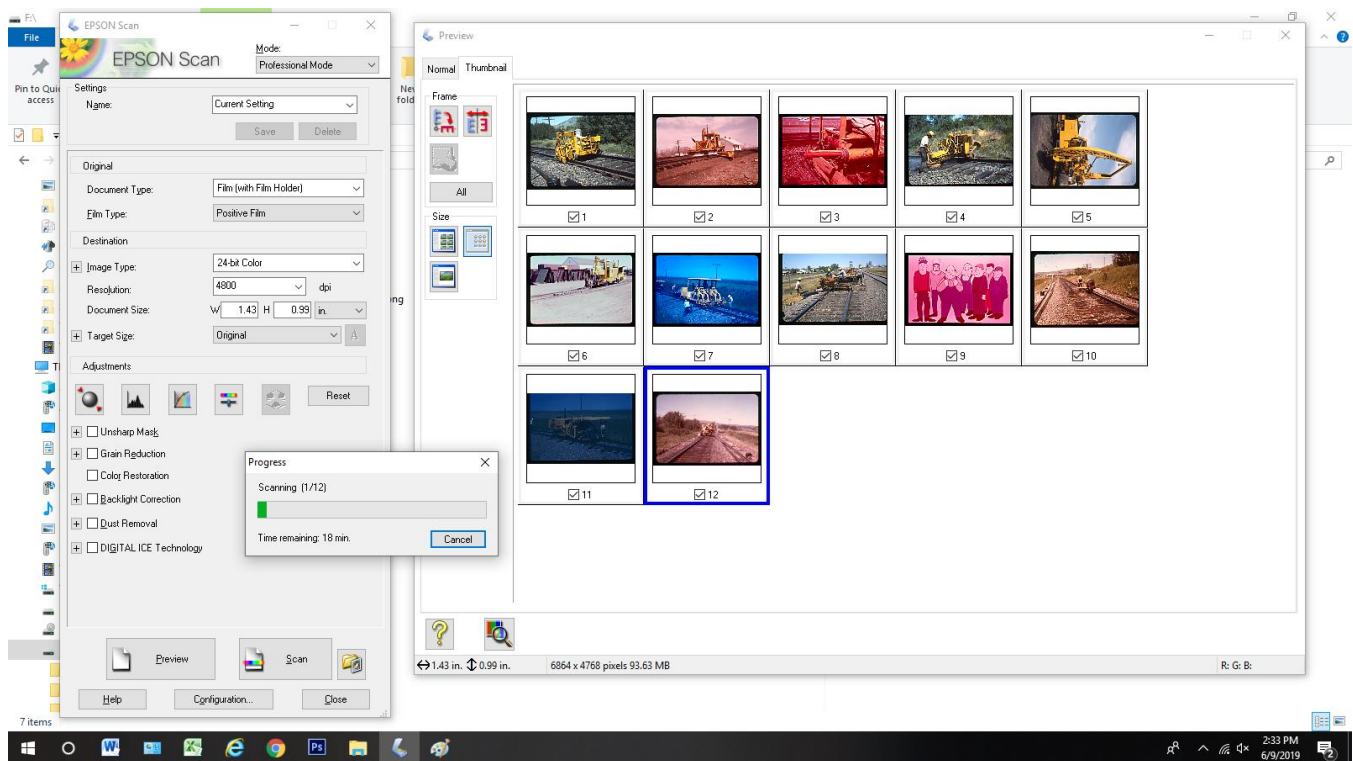 F:\
File
Pin to Quick
access
EPSON Scan
EPSON Scan
Mode:
Professional Mode
Settings
Name:
Current Setting
Save
Delete
Original
Document Type:
Film (with Film Holder)
Film Type:
Positive Film
Destination
Image Type:
24-bit Color
Resolution:
4800
dpi
Document Size:
W 1.43 H 0.99 in.
Target Size:
Original
A
Adjustments
Reset
Unsharp Mask
Grain Reduction
Color Restoration
Backlight Correction
Dust Removal
DIGITAL ICE Technology
Progress
Scanning (1/12)
Time remaining: 18 min.
Cancel
Preview
Scan
Help
Configuration...
Close
7 items
Preview
Normal
Thumbnail
Frame
All
Size
1
2
3
4
5
6
7
8
9
10
11
12
1.43 in. 0.99 in.
6864 x 4768 pixels 93.63 MB
R: G: B:
Ps
2:33 PM
6/9/2019
2